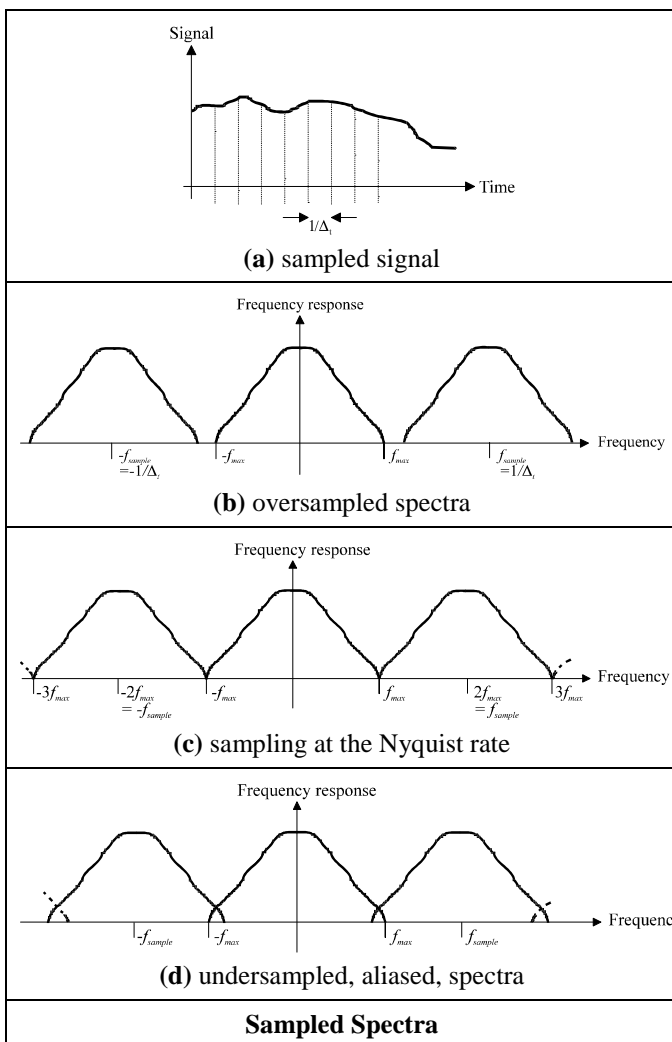 Signal
Time
1/Δt
(a) sampled signal
Frequency response
-fsample -fmax fmax fsample Frequency
=-1/Δt =1/Δt
(b) oversampled spectra
Frequency response
Frequency
-3fmax -2fmax -fmax fmax 2fmax 3fmax
= -fsample = fsample
(c) sampling at the Nyquist rate
Frequency response
Frequenc
-fsample -fmax fmax fsample
(d) undersampled, aliased, spectra
Sampled Spectra